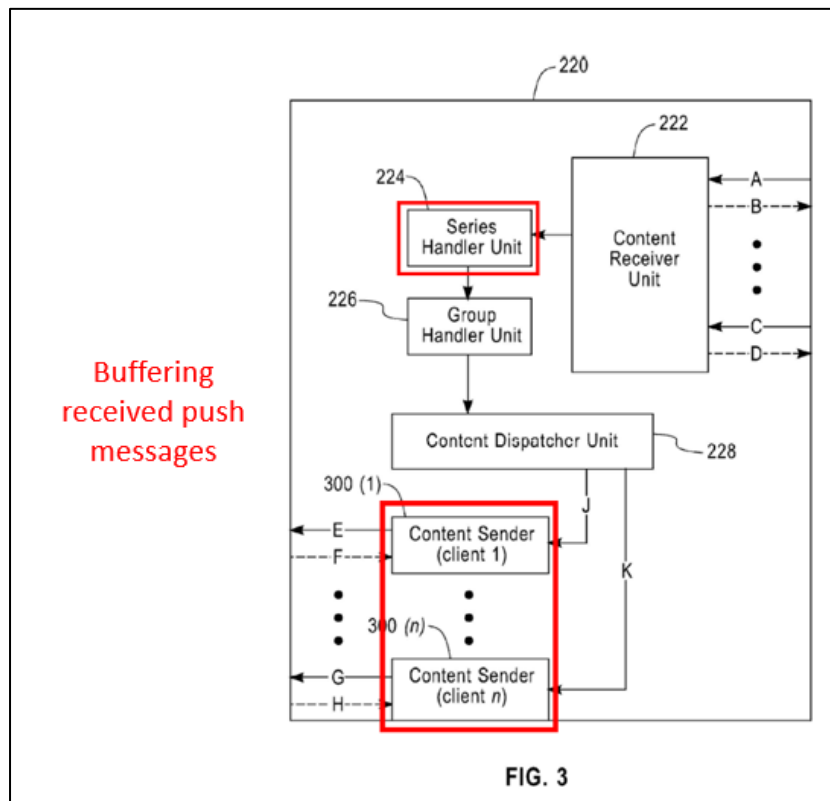 220
222
224
A
Series
Handler Unit
B
Content
Receiver
Unit
226
Group
Handler Unit
C
D
Buffering
received push
messages
Content Dispatcher Unit
228
300 (1)
J
E
Content Sender
(client 1)
F
K
300 (n)
G
Content Sender
(client n)
H
FIG. 3